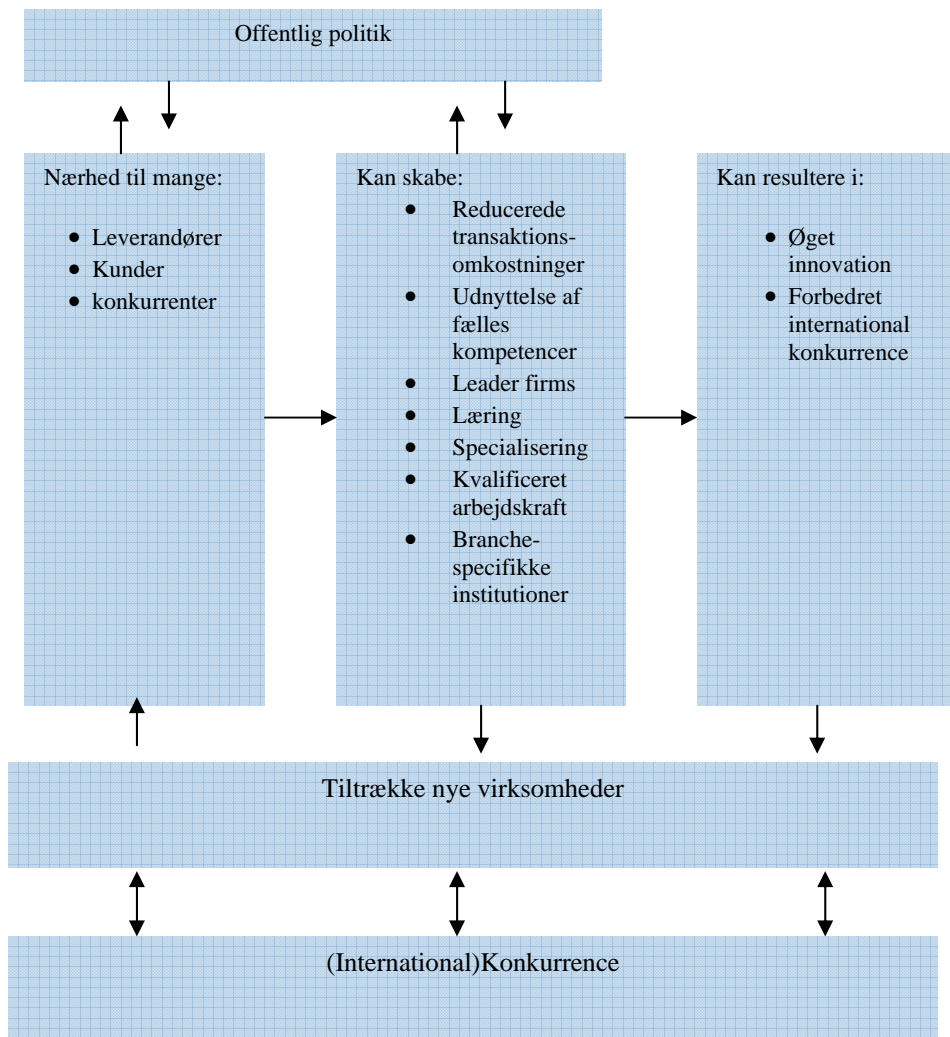 Offentlig politik
Nærhed til mange:
• Leverandører
• Kunder
• konkurrenter
Kan skabe:
• Reducerede
transaktions-
omkostninger
• Udnyttelse af
fælles
kompetencer
• Leader firms
• Læring
• Specialisering
• Kvalificeret
arbejdskraft
• Branche-
specifikke
institutioner
Kan resultere i:
• Øget
innovation
• Forbedret
international
konkurrence
Tiltrække nye virksomheder
(International)Konkurrence